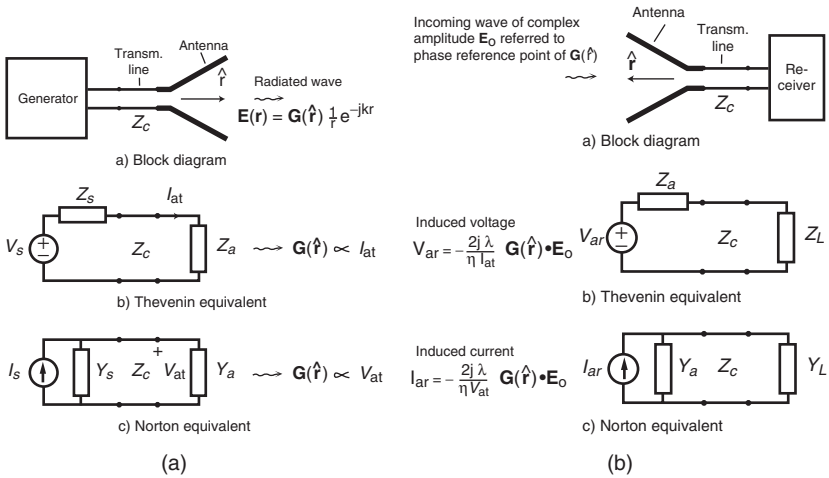 Generator
Transm.
line
Antenna
r̂
Z_c
Radiated wave
E(r) = G(r̂) 1/r e^–jkr
a) Block diagram
V_s
Z_s
I_at
Z_c
Z_a
G(r̂) ∝ I_at
b) Thevenin equivalent
I_s
Y_s
Z_c
V_at
Y_a
G(r̂) ∝ V_at
c) Norton equivalent
(a)
Incoming wave of complex
amplitude E_o referred to
phase reference point of G(r̂)
Antenna
Transm.
line
r̂
Z_c
Re-
ceiver
a) Block diagram
Induced voltage
V_ar = – 2j λ / η I_at G(r̂)•E_o
V_ar
Z_a
Z_c
Z_L
b) Thevenin equivalent
Induced current
I_ar = – 2j λ / η V_at G(r̂)•E_o
I_ar
Y_a
Z_c
Y_L
c) Norton equivalent
(b)